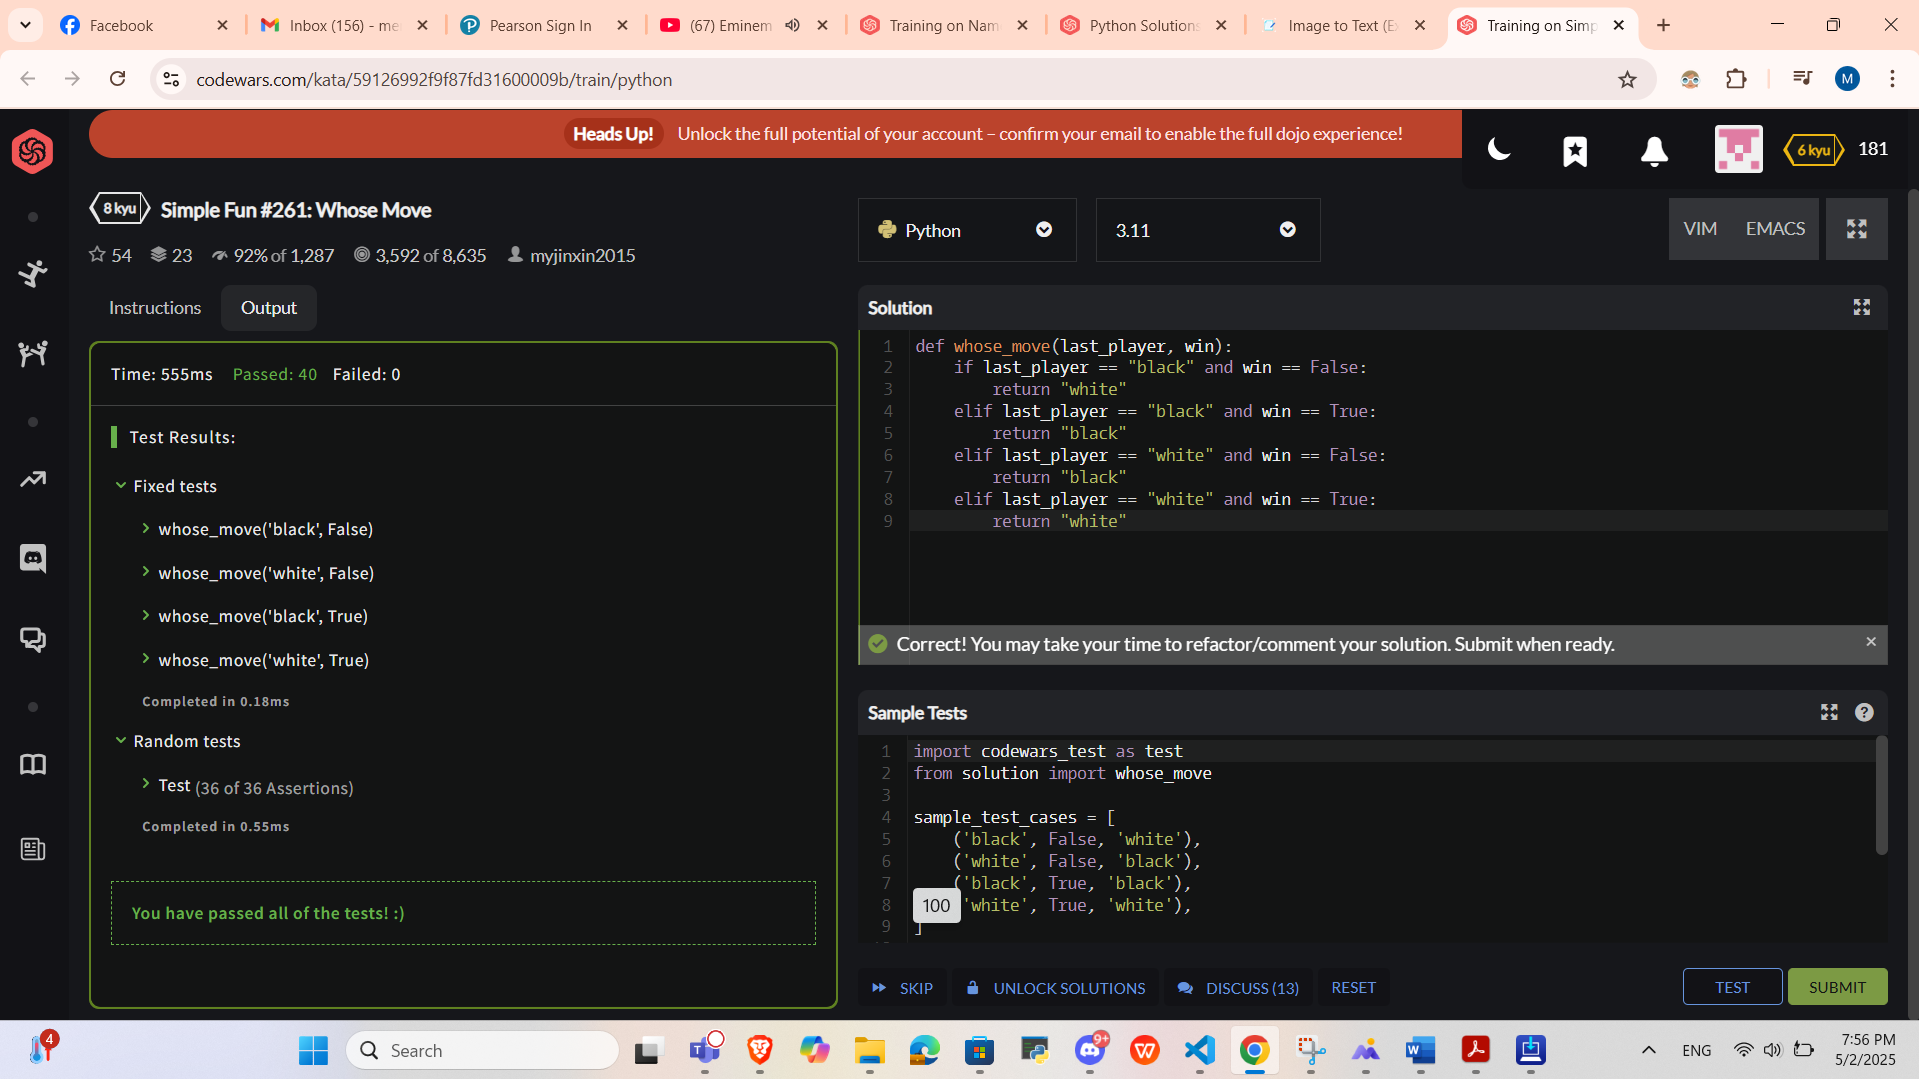 Facebook
Inbox (156) - me
Pearson Sign In
(67) Eminem
Training on Nam
Python Solutions
Image to Text (Ex
Training on Simp
codewars.com/kata/59126992f9f87fd31600009b/train/python
M
Heads Up! Unlock the full potential of your account – confirm your email to enable the full dojo experience!
6 kyu 181
8 kyu Simple Fun #261: Whose Move
54 23 92% of 1,287 3,592 of 8,635 myjinxin2015
Python 3.11 VIM EMACS
Instructions Output
Time: 555ms Passed: 40 Failed: 0
Test Results:
Fixed tests
whose_move('black', False)
whose_move('white', False)
whose_move('black', True)
whose_move('white', True)
Completed in 0.18ms
Random tests
Test (36 of 36 Assertions)
Completed in 0.55ms
You have passed all of the tests! :)
Solution
1 def whose_move(last_player, win):
2 if last_player == "black" and win == False:
3 return "white"
4 elif last_player == "black" and win == True:
5 return "black"
6 elif last_player == "white" and win == False:
7 return "black"
8 elif last_player == "white" and win == True:
9 return "white"
Correct! You may take your time to refactor/comment your solution. Submit when ready.
Sample Tests
1 import codewars_test as test
2 from solution import whose_move
3
4 sample_test_cases = [
5 ('black', False, 'white'),
6 ('white', False, 'black'),
7 ('black', True, 'black'),
8 'white', True, 'white'),
9 ]
100
SKIP UNLOCK SOLUTIONS DISCUSS (13) RESET TEST SUBMIT
4
Search
9+
ENG
7:56 PM
5/2/2025